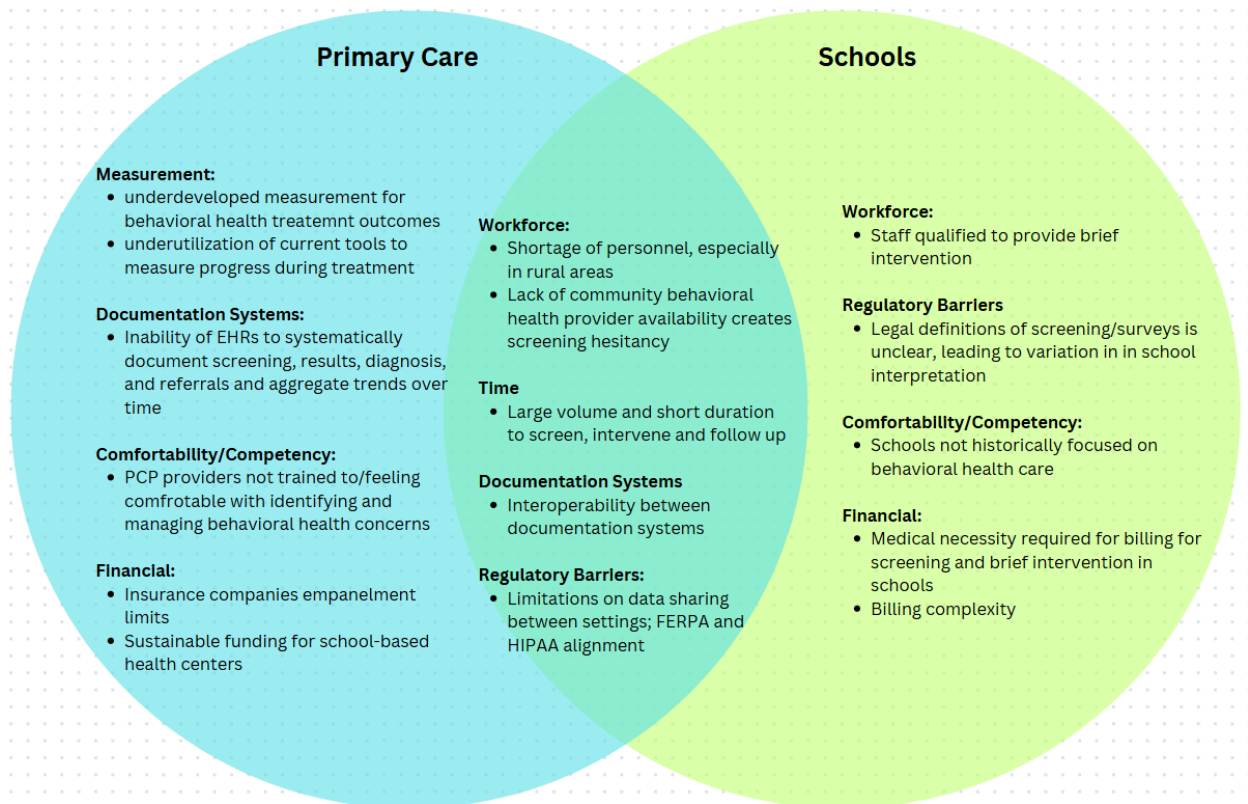 Primary Care
Measurement:
• underdeveloped measurement for
behavioral health treatemnt outcomes
• underutilization of current tools to
measure progress during treatment
Documentation Systems:
• Inability of EHRs to systematically
document screening, results, diagnosis,
and referrals and aggregate trends over
time
Comfortability/Competency:
• PCP providers not trained to/feeling
comfrotable with identifying and
managing behavioral health concerns
Financial:
• Insurance companies empanelment
limits
• Sustainable funding for school-based
health centers
Workforce:
• Shortage of personnel, especially
in rural areas
• Lack of community behavioral
health provider availability creates
screening hesitancy
Time
• Large volume and short duration
to screen, intervene and follow up
Documentation Systems
• Interoperability between
documentation systems
Regulatory Barriers:
• Limitations on data sharing
between settings; FERPA and
HIPAA alignment
Schools
Workforce:
• Staff qualified to provide brief
intervention
Regulatory Barriers
• Legal definitions of screening/surveys is
unclear, leading to variation in in school
interpretation
Comfortability/Competency:
• Schools not historically focused on
behavioral health care
Financial:
• Medical necessity required for billing for
screening and brief intervention in
schools
• Billing complexity